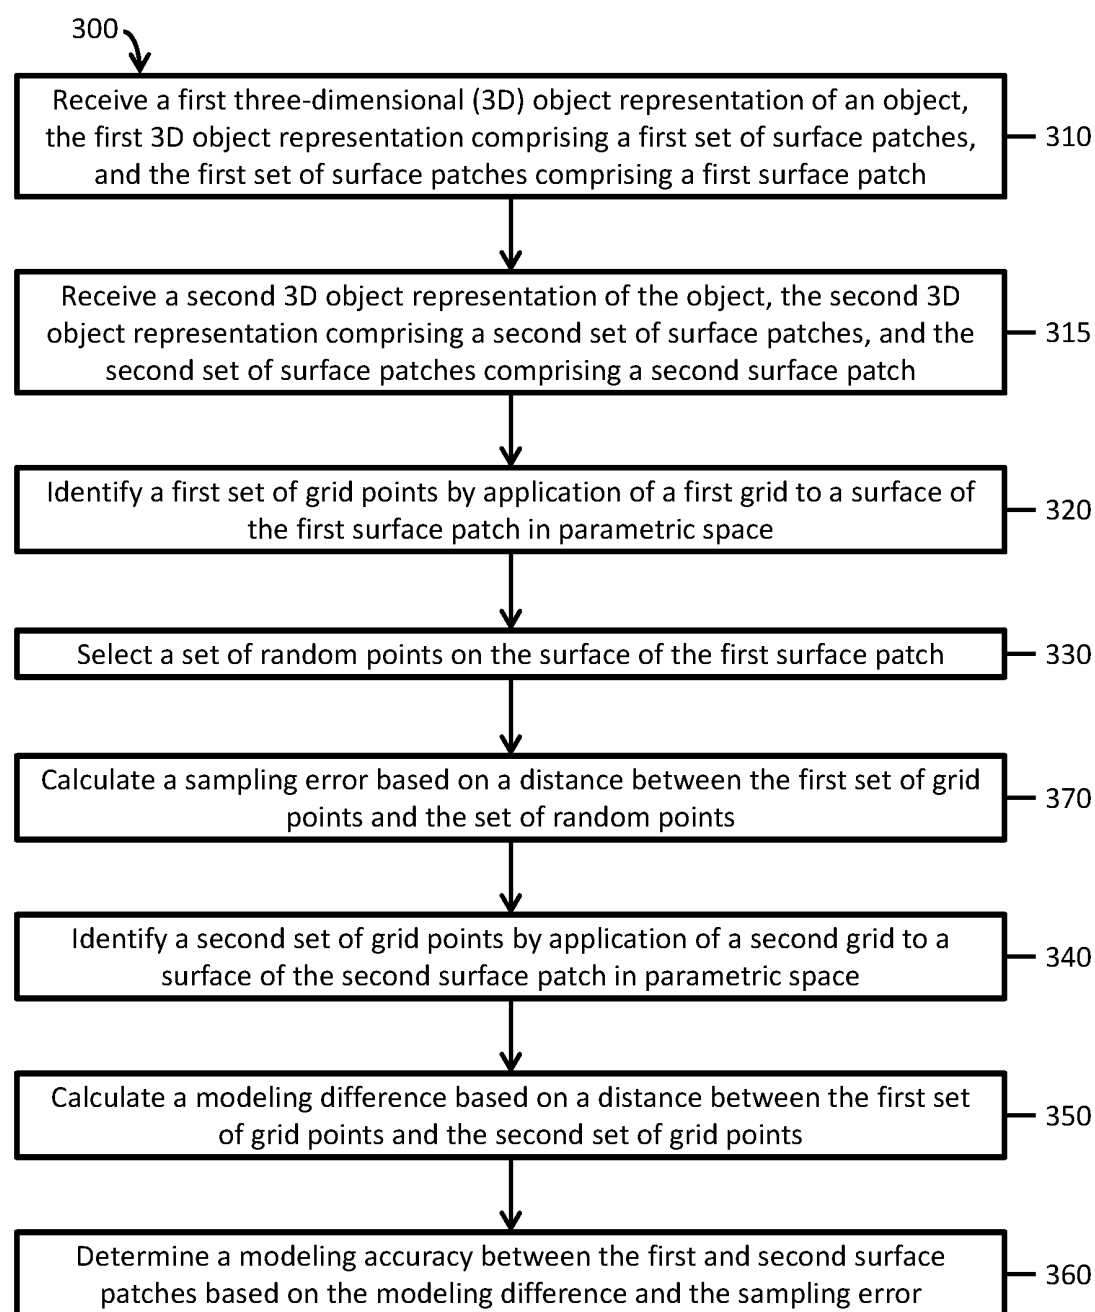 300
Receive a first three-dimensional (3D) object representation of an object,
the first 3D object representation comprising a first set of surface patches,
and the first set of surface patches comprising a first surface patch
310
Receive a second 3D object representation of the object, the second 3D
object representation comprising a second set of surface patches, and the
second set of surface patches comprising a second surface patch
315
Identify a first set of grid points by application of a first grid to a surface of
the first surface patch in parametric space
320
Select a set of random points on the surface of the first surface patch
330
Calculate a sampling error based on a distance between the first set of grid
points and the set of random points
370
Identify a second set of grid points by application of a second grid to a
surface of the second surface patch in parametric space
340
Calculate a modeling difference based on a distance between the first set
of grid points and the second set of grid points
350
Determine a modeling accuracy between the first and second surface
patches based on the modeling difference and the sampling error
360